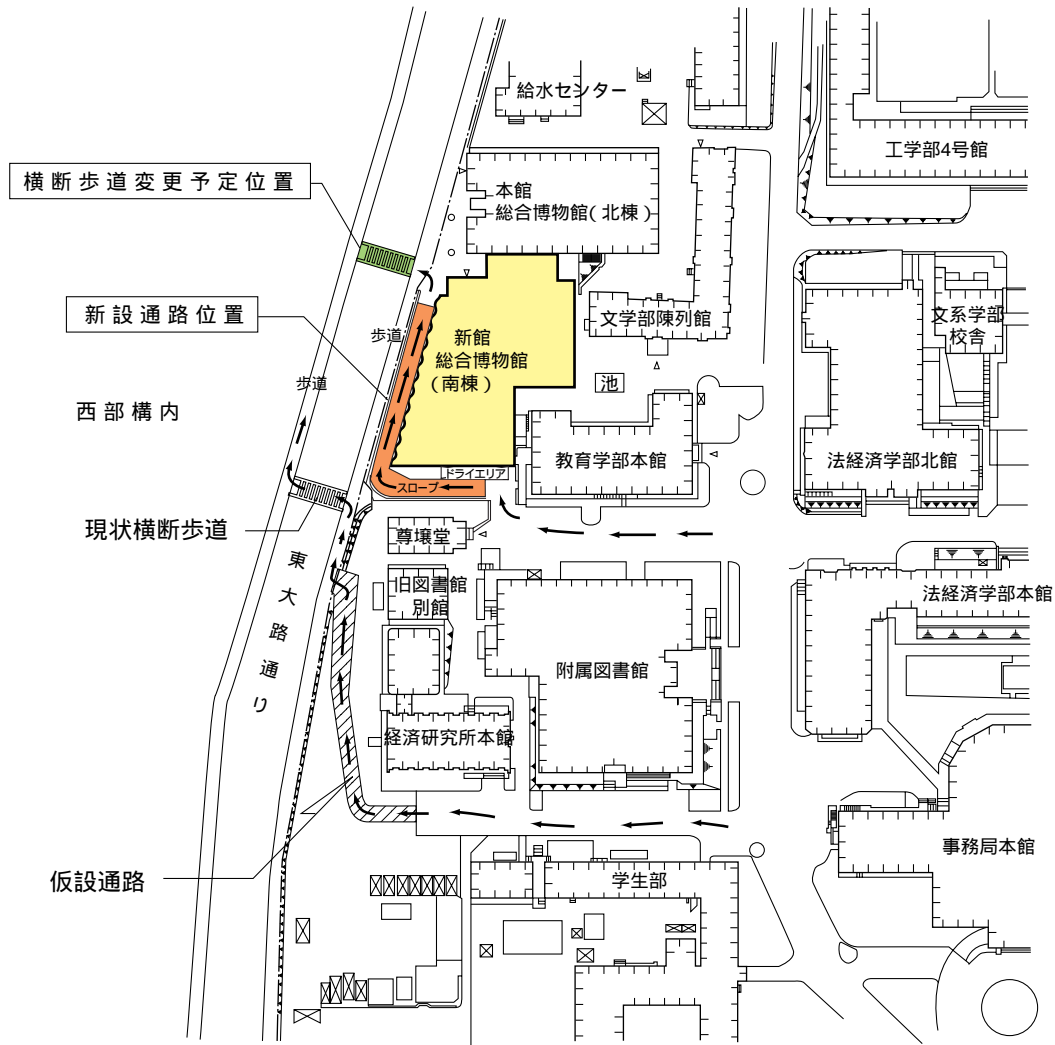 給水センター
工学部4号館
横断歩道変更予定位置
本館
総合博物館(北棟)
新設通路位置
歩道
新館
総合博物館
(南棟)
文学部陳列館
文系学部
校舎
歩道
池
西部構内
教育学部本館
法経済学部北館
ドライエリア
スロープ
現状横断歩道
尊壌堂
東大路通り
旧図書館
別館
法経済学部本館
附属図書館
経済研究所本館
仮設通路
事務局本館
学生部